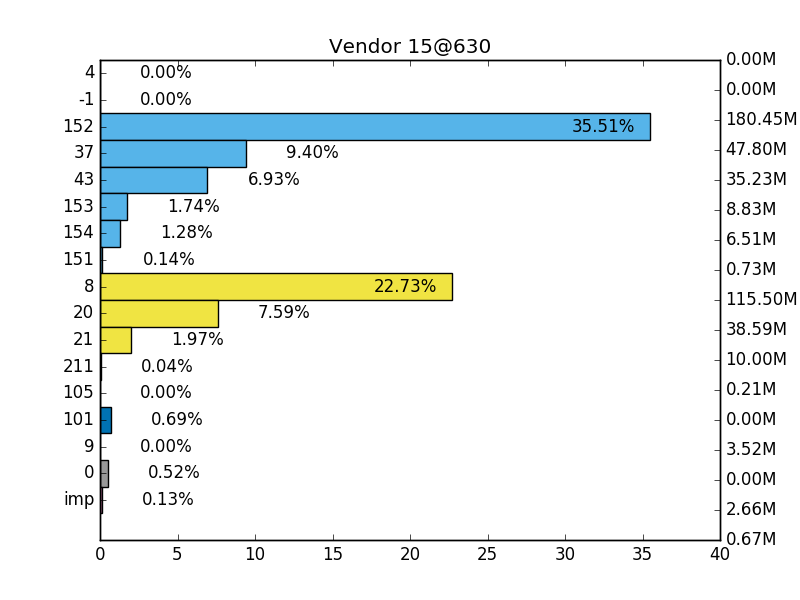 Vendor 15@630
4 0.00% 0.00M
-1 0.00% 0.00M
152 35.51% 180.45M
37 9.40% 47.80M
43 6.93% 35.23M
153 1.74% 8.83M
154 1.28% 6.51M
151 0.14% 0.73M
8 22.73% 115.50M
20 7.59% 38.59M
21 1.97% 10.00M
211 0.04% 0.21M
105 0.00% 0.00M
101 0.69% 3.52M
9 0.00% 0.00M
0 0.52% 2.66M
imp 0.13% 0.67M
0 5 10 15 20 25 30 35 40